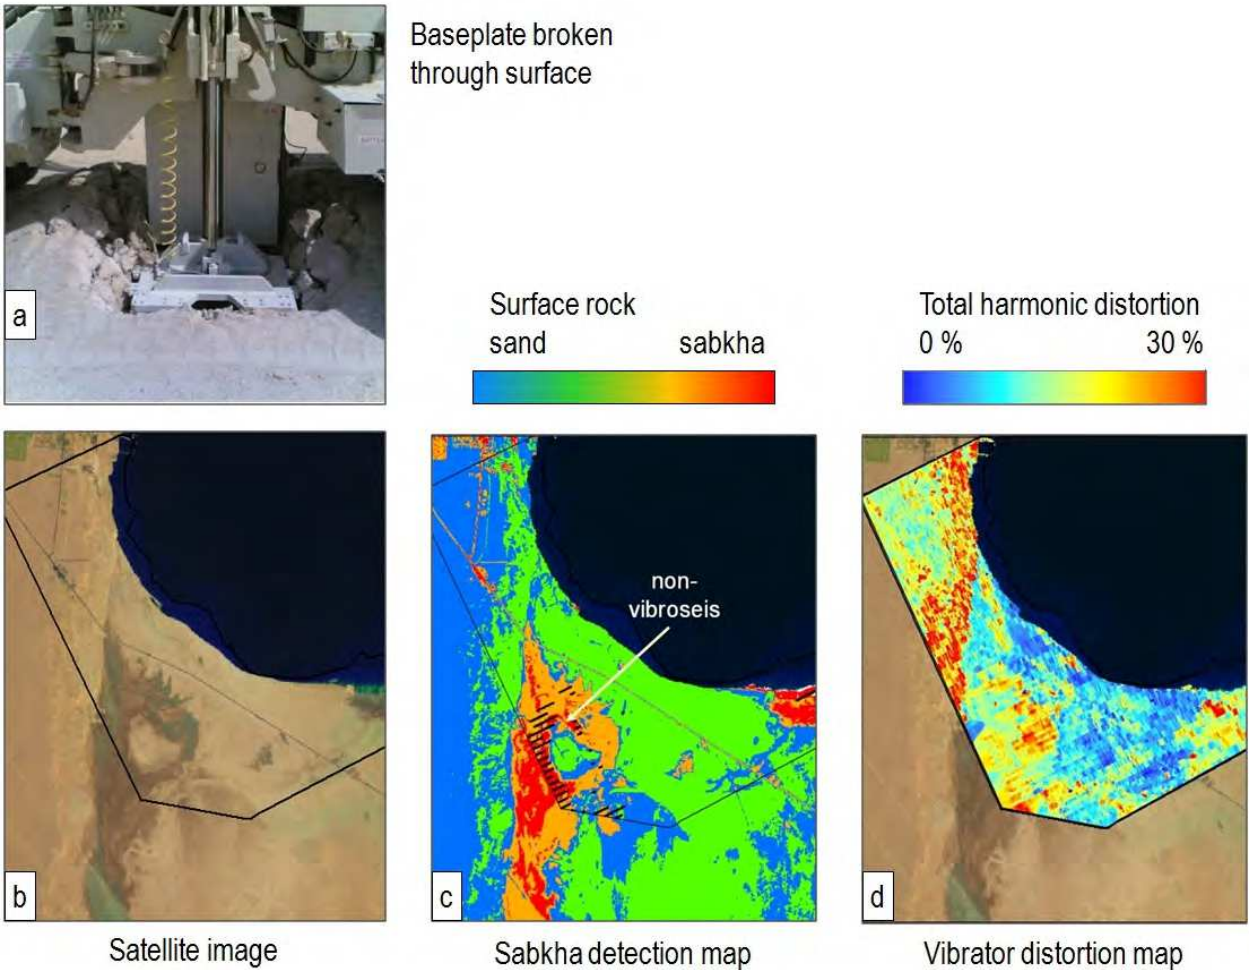 Baseplate broken
through surface
a
Surface rock
sand sabkha
Total harmonic distortion
0 % 30 %
non-
vibroseis
b
c
d
Satellite image
Sabkha detection map
Vibrator distortion map